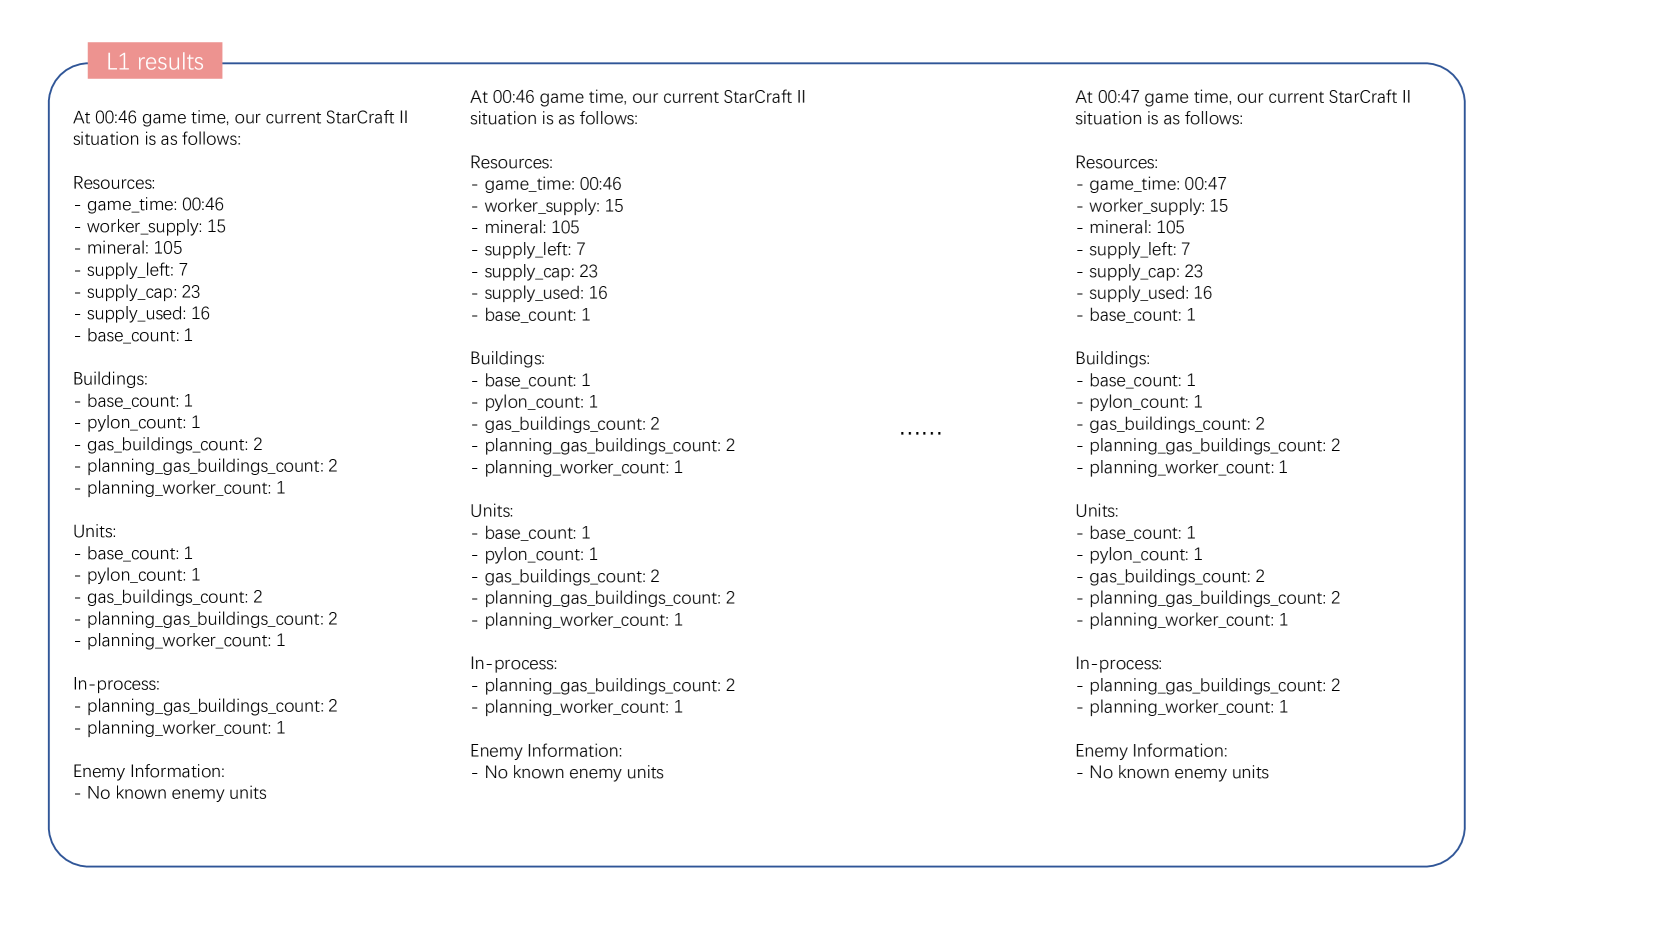 L1 results
At 00:46 game time, our current StarCraft II
situation is as follows:
Resources:
- game_time: 00:46
- worker_supply: 15
- mineral: 105
- supply_left: 7
- supply_cap: 23
- supply_used: 16
- base_count: 1
Buildings:
- base_count: 1
- pylon_count: 1
- gas_buildings_count: 2
- planning_gas_buildings_count: 2
- planning_worker_count: 1
Units:
- base_count: 1
- pylon_count: 1
- gas_buildings_count: 2
- planning_gas_buildings_count: 2
- planning_worker_count: 1
In-process:
- planning_gas_buildings_count: 2
- planning_worker_count: 1
Enemy Information:
- No known enemy units
At 00:46 game time, our current StarCraft II
situation is as follows:
Resources:
- game_time: 00:46
- worker_supply: 15
- mineral: 105
- supply_left: 7
- supply_cap: 23
- supply_used: 16
- base_count: 1
Buildings:
- base_count: 1
- pylon_count: 1
- gas_buildings_count: 2
- planning_gas_buildings_count: 2
- planning_worker_count: 1
Units:
- base_count: 1
- pylon_count: 1
- gas_buildings_count: 2
- planning_gas_buildings_count: 2
- planning_worker_count: 1
In-process:
- planning_gas_buildings_count: 2
- planning_worker_count: 1
Enemy Information:
- No known enemy units
……
At 00:47 game time, our current StarCraft II
situation is as follows:
Resources:
- game_time: 00:47
- worker_supply: 15
- mineral: 105
- supply_left: 7
- supply_cap: 23
- supply_used: 16
- base_count: 1
Buildings:
- base_count: 1
- pylon_count: 1
- gas_buildings_count: 2
- planning_gas_buildings_count: 2
- planning_worker_count: 1
Units:
- base_count: 1
- pylon_count: 1
- gas_buildings_count: 2
- planning_gas_buildings_count: 2
- planning_worker_count: 1
In-process:
- planning_gas_buildings_count: 2
- planning_worker_count: 1
Enemy Information:
- No known enemy units